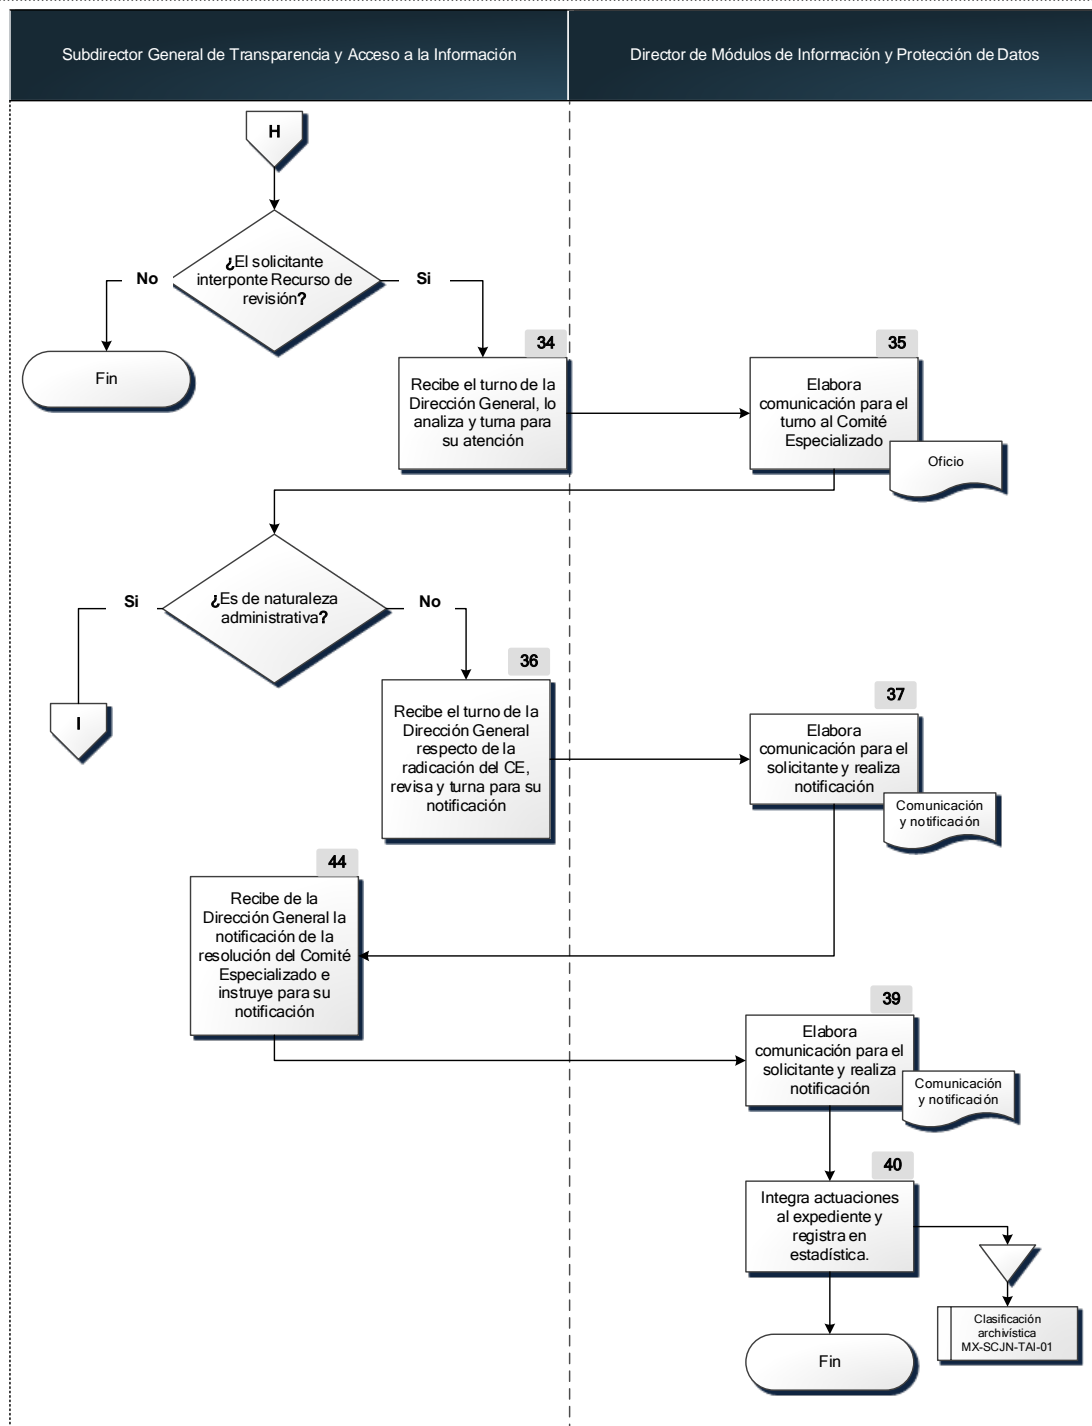 Subdirector General de Transparencia y Acceso a la Información
Director de Módulos de Información y Protección de Datos
H
¿El solicitante
interponte Recurso de
revisión?
No
Si
Fin
34
Recibe el turno de la
Dirección General, lo
analiza y turna para
su atención
35
Elabora
comunicación para el
turno al Comité
Especializado
Oficio
¿Es de naturaleza
administrativa?
Si
No
I
36
Recibe el turno de la
Dirección General
respecto de la
radicación del CE,
revisa y turna para su
notificación
37
Elabora
comunicación para el
solicitante y realiza
notificación
Comunicación
y notificación
44
Recibe de la
Dirección General la
notificación de la
resolución del Comité
Especializado e
instruye para su
notificación
39
Elabora
comunicación para el
solicitante y realiza
notificación
Comunicación
y notificación
40
Integra actuaciones
al expediente y
registra en
estadística.
Clasificación
archivística
MX-SCJN-TAI-01
Fin